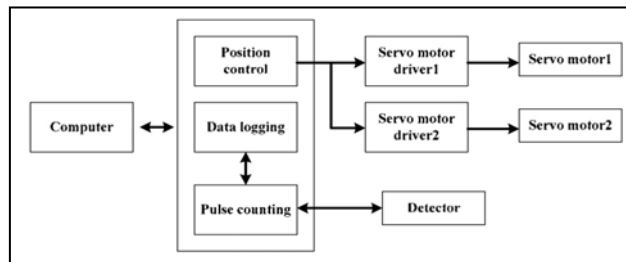 Position
control
Servo motor
driver1
Servo motor1
Computer
Data logging
Servo motor
driver2
Servo motor2
Pulse counting
Detector